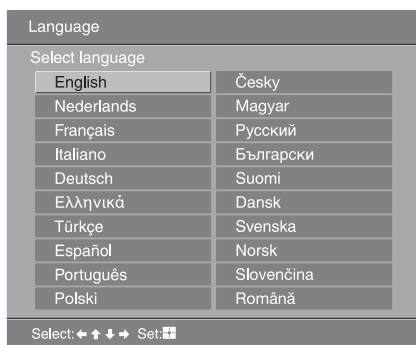 Language
Select language
English
Nederlands
Français
Italiano
Deutsch
Ελληνικά
Türkçe
Español
Português
Polski
Česky
Magyar
Русский
Български
Suomi
Dansk
Svenska
Norsk
Slovenčina
Română
Select: ← ↑ ↓ → Set: